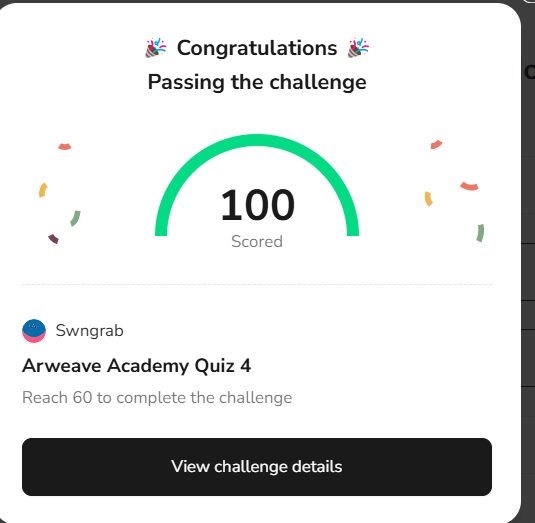 🎉 Congratulations 🎉
Passing the challenge
100
Scored
Swngrab
Arweave Academy Quiz 4
Reach 60 to complete the challenge
View challenge details